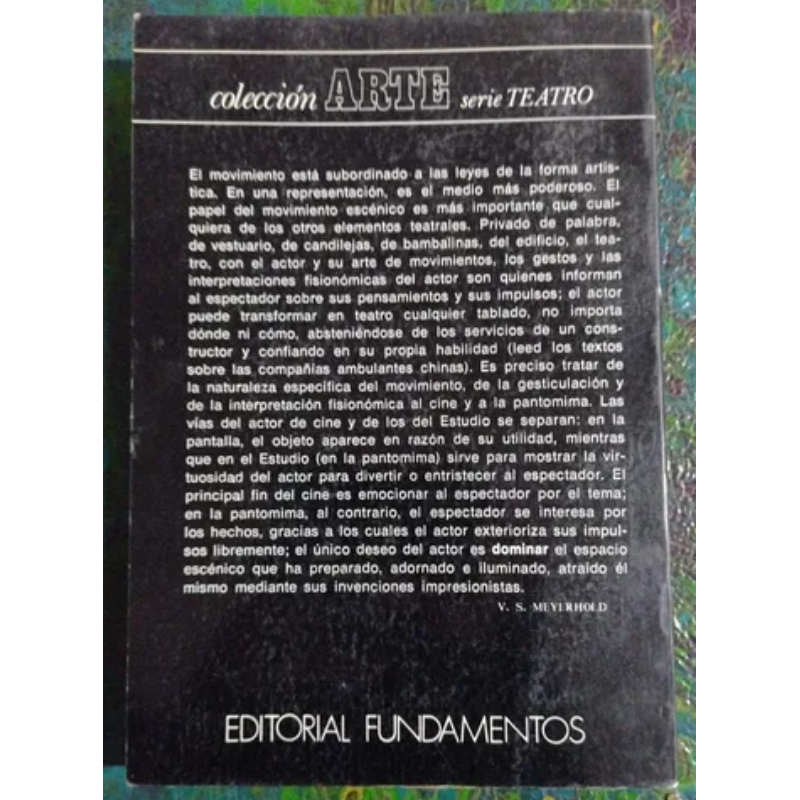 colección ARTE serie TEATRO
El movimiento está subordinado a las leyes de la forma artís-
tica. En una representación, es el medio más poderoso. El
papel del movimiento escénico es más importante que cual-
quiera de los otros elementos teatrales. Privado de palabra,
de vestuario, de candilejas, de bambalinas, del edificio, el tea-
tro, con el actor y su arte de movimientos, los gestos y las
interpretaciones fisionómicas del actor son quienes informan
al espectador sobre sus pensamientos y sus impulsos; el actor
puede transformar en teatro cualquier tablado, no importa
dónde ni cómo, absteniéndose de los servicios de un cons-
tructor y confiando en su propia habilidad (leed los textos
sobre las compañías ambulantes chinas). Es preciso tratar de
la naturaleza específica del movimiento, de la gesticulación y
de la interpretación fisionómica al cine y a la pantomima. Las
vías del actor de cine y de los del Estudio se separan: en la
pantalla, el objeto aparece en razón de su utilidad, mientras
que en el Estudio (en la pantomima) sirve para mostrar la vir-
tuosidad del actor para divertir o entristecer al espectador. El
principal fin del cine es emocionar al espectador por el tema;
en la pantomima, al contrario, el espectador se interesa por
los hechos, gracias a los cuales el actor exterioriza sus impul-
sos libremente; el único deseo del actor es dominar el espacio
escénico que ha preparado, adornado e iluminado, atraído él
mismo mediante sus invenciones impresionistas.
V. S. MEYERHOLD
EDITORIAL FUNDAMENTOS